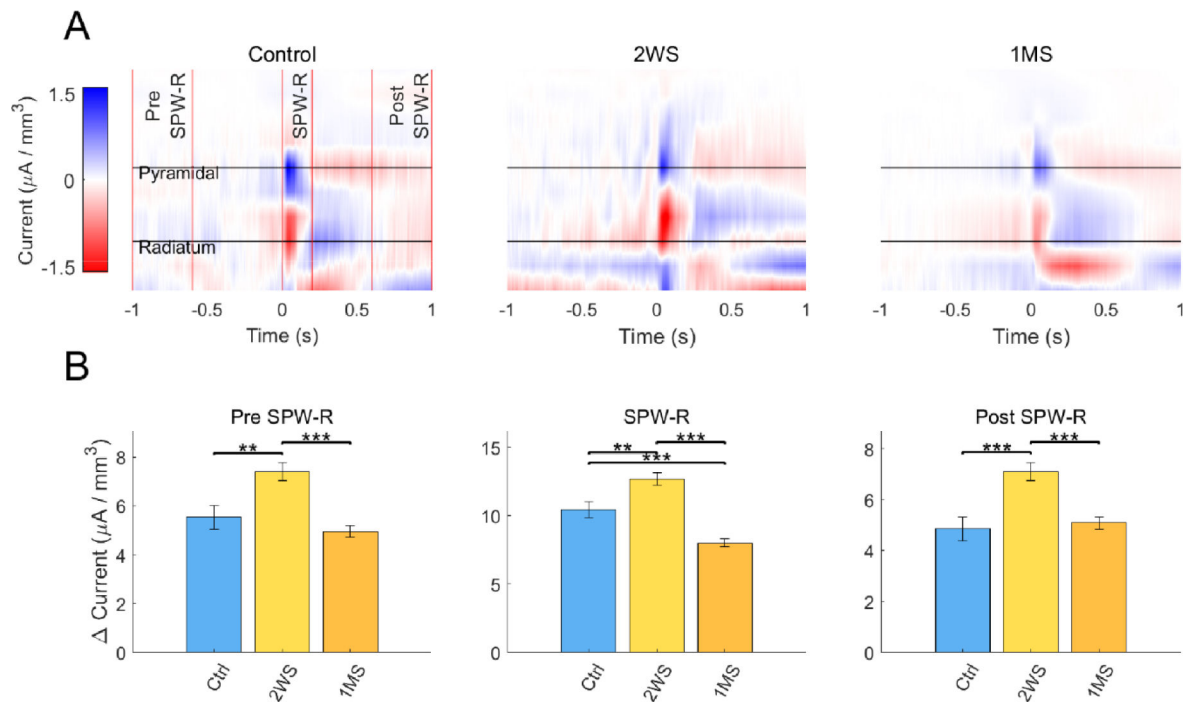 A
Control
2WS
1MS
Current (µA / mm³)
1.5
0
-1.5
Pre
SPW-R
SPW-R
Post
SPW-R
Pyramidal
Radiatum
-1 -0.5 0 0.5 1
-1 -0.5 0 0.5 1
-1 -0.5 0 0.5 1
Time (s)
Time (s)
Time (s)
B
Pre SPW-R
SPW-R
Post SPW-R
Δ Current (µA / mm³)
** ***
8
6
4
2
0
Ctrl
2WS
1MS
** ***
***
15
10
5
0
Ctrl
2WS
1MS
*** ***
8
6
4
2
0
Ctrl
2WS
1MS